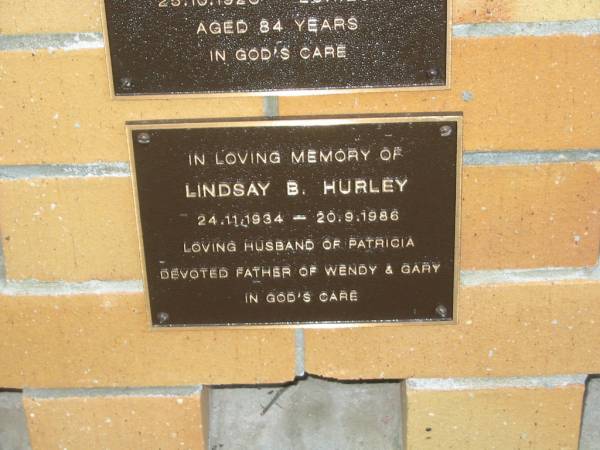 AGED 84 YEARS
IN GOD'S CARE
IN LOVING MEMORY OF
LINDSAY B. HURLEY
24.11.1934 — 20.9.1986
LOVING HUSBAND OF PATRICIA
DEVOTED FATHER OF WENDY & GARY
IN GOD'S CARE